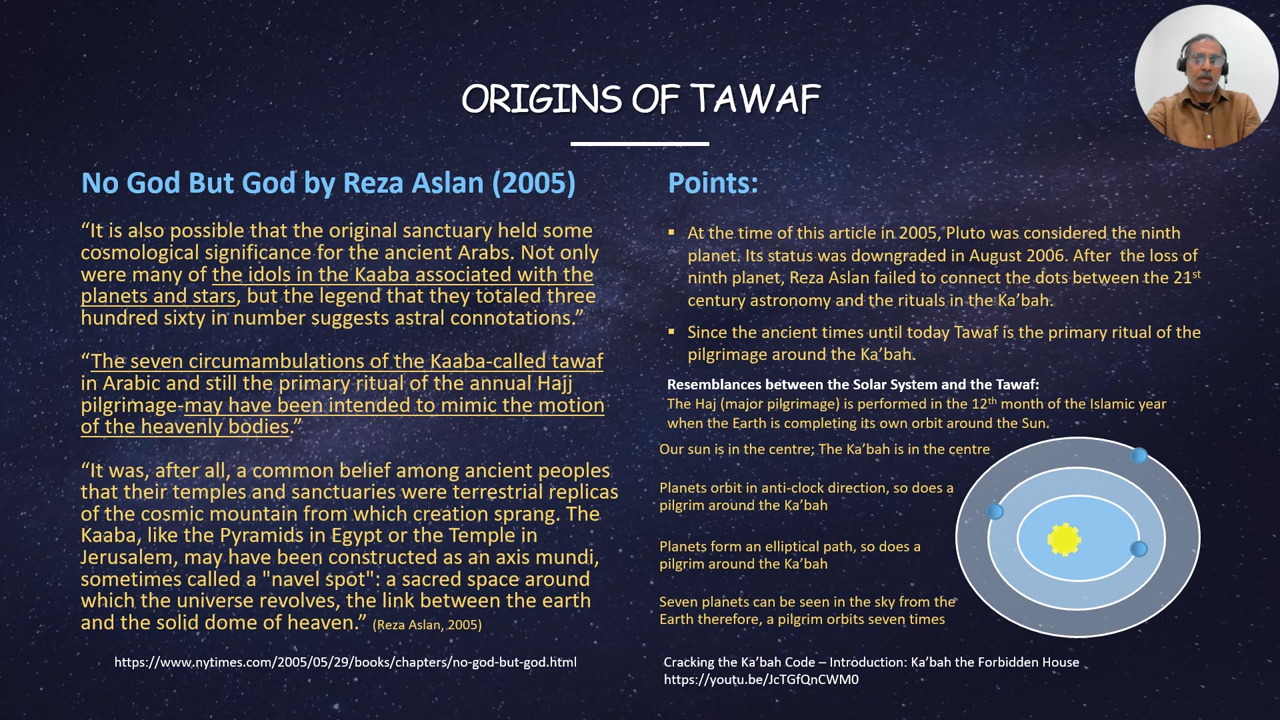 ORIGINS OF TAWAF
No God But God by Reza Aslan (2005)
“It is also possible that the original sanctuary held some
cosmological significance for the ancient Arabs. Not only
were many of the idols in the Kaaba associated with the
planets and stars, but the legend that they totaled three
hundred sixty in number suggests astral connotations.”
“The seven circumambulations of the Kaaba-called tawaf
in Arabic and still the primary ritual of the annual Hajj
pilgrimage-may have been intended to mimic the motion
of the heavenly bodies.”
“It was, after all, a common belief among ancient peoples
that their temples and sanctuaries were terrestrial replicas
of the cosmic mountain from which creation sprang. The
Kaaba, like the Pyramids in Egypt or the Temple in
Jerusalem, may have been constructed as an axis mundi,
sometimes called a "navel spot": a sacred space around
which the universe revolves, the link between the earth
and the solid dome of heaven.” (Reza Aslan, 2005)
https://www.nytimes.com/2005/05/29/books/chapters/no-god-but-god.html
Points:
▪ At the time of this article in 2005, Pluto was considered the ninth
planet. Its status was downgraded in August 2006. After the loss of
ninth planet, Reza Aslan failed to connect the dots between the 21st
century astronomy and the rituals in the Ka’bah.
▪ Since the ancient times until today Tawaf is the primary ritual of the
pilgrimage around the Ka’bah.
Resemblances between the Solar System and the Tawaf:
The Haj (major pilgrimage) is performed in the 12th month of the Islamic year
when the Earth is completing its own orbit around the Sun.
Our sun is in the centre; The Ka’bah is in the centre
Planets orbit in anti-clock direction, so does a
pilgrim around the Ka’bah
Planets form an elliptical path, so does a
pilgrim around the Ka’bah
Seven planets can be seen in the sky from the
Earth therefore, a pilgrim orbits seven times
Cracking the Ka’bah Code – Introduction: Ka’bah the Forbidden House
https://youtu.be/JcTGfQnCWM0